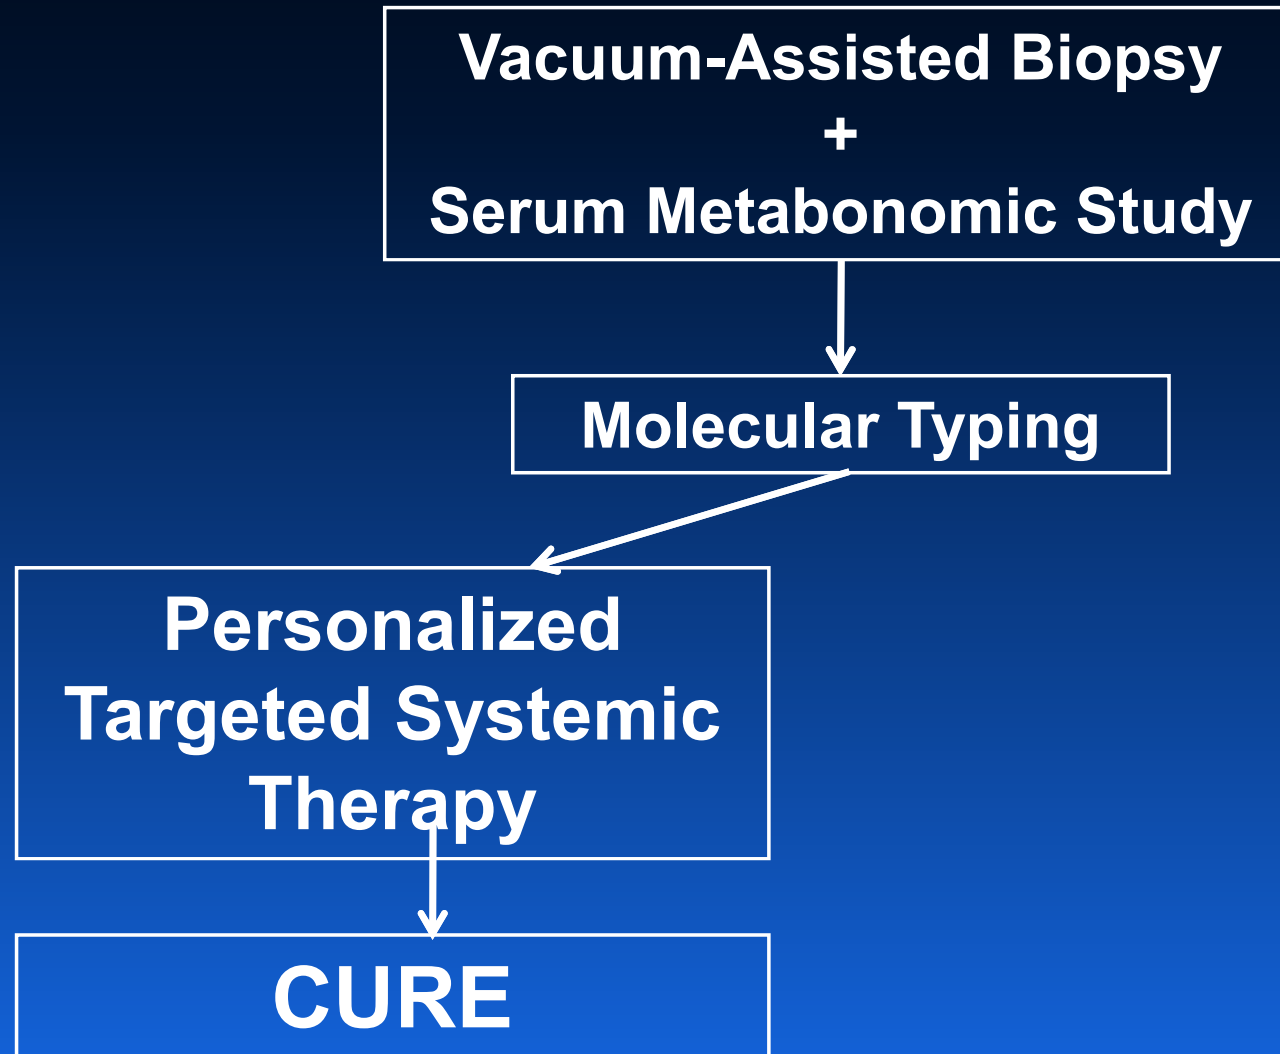 Vacuum-Assisted Biopsy
+
Serum Metabonomic Study
Molecular Typing
Personalized
Targeted Systemic
Therapy
CURE